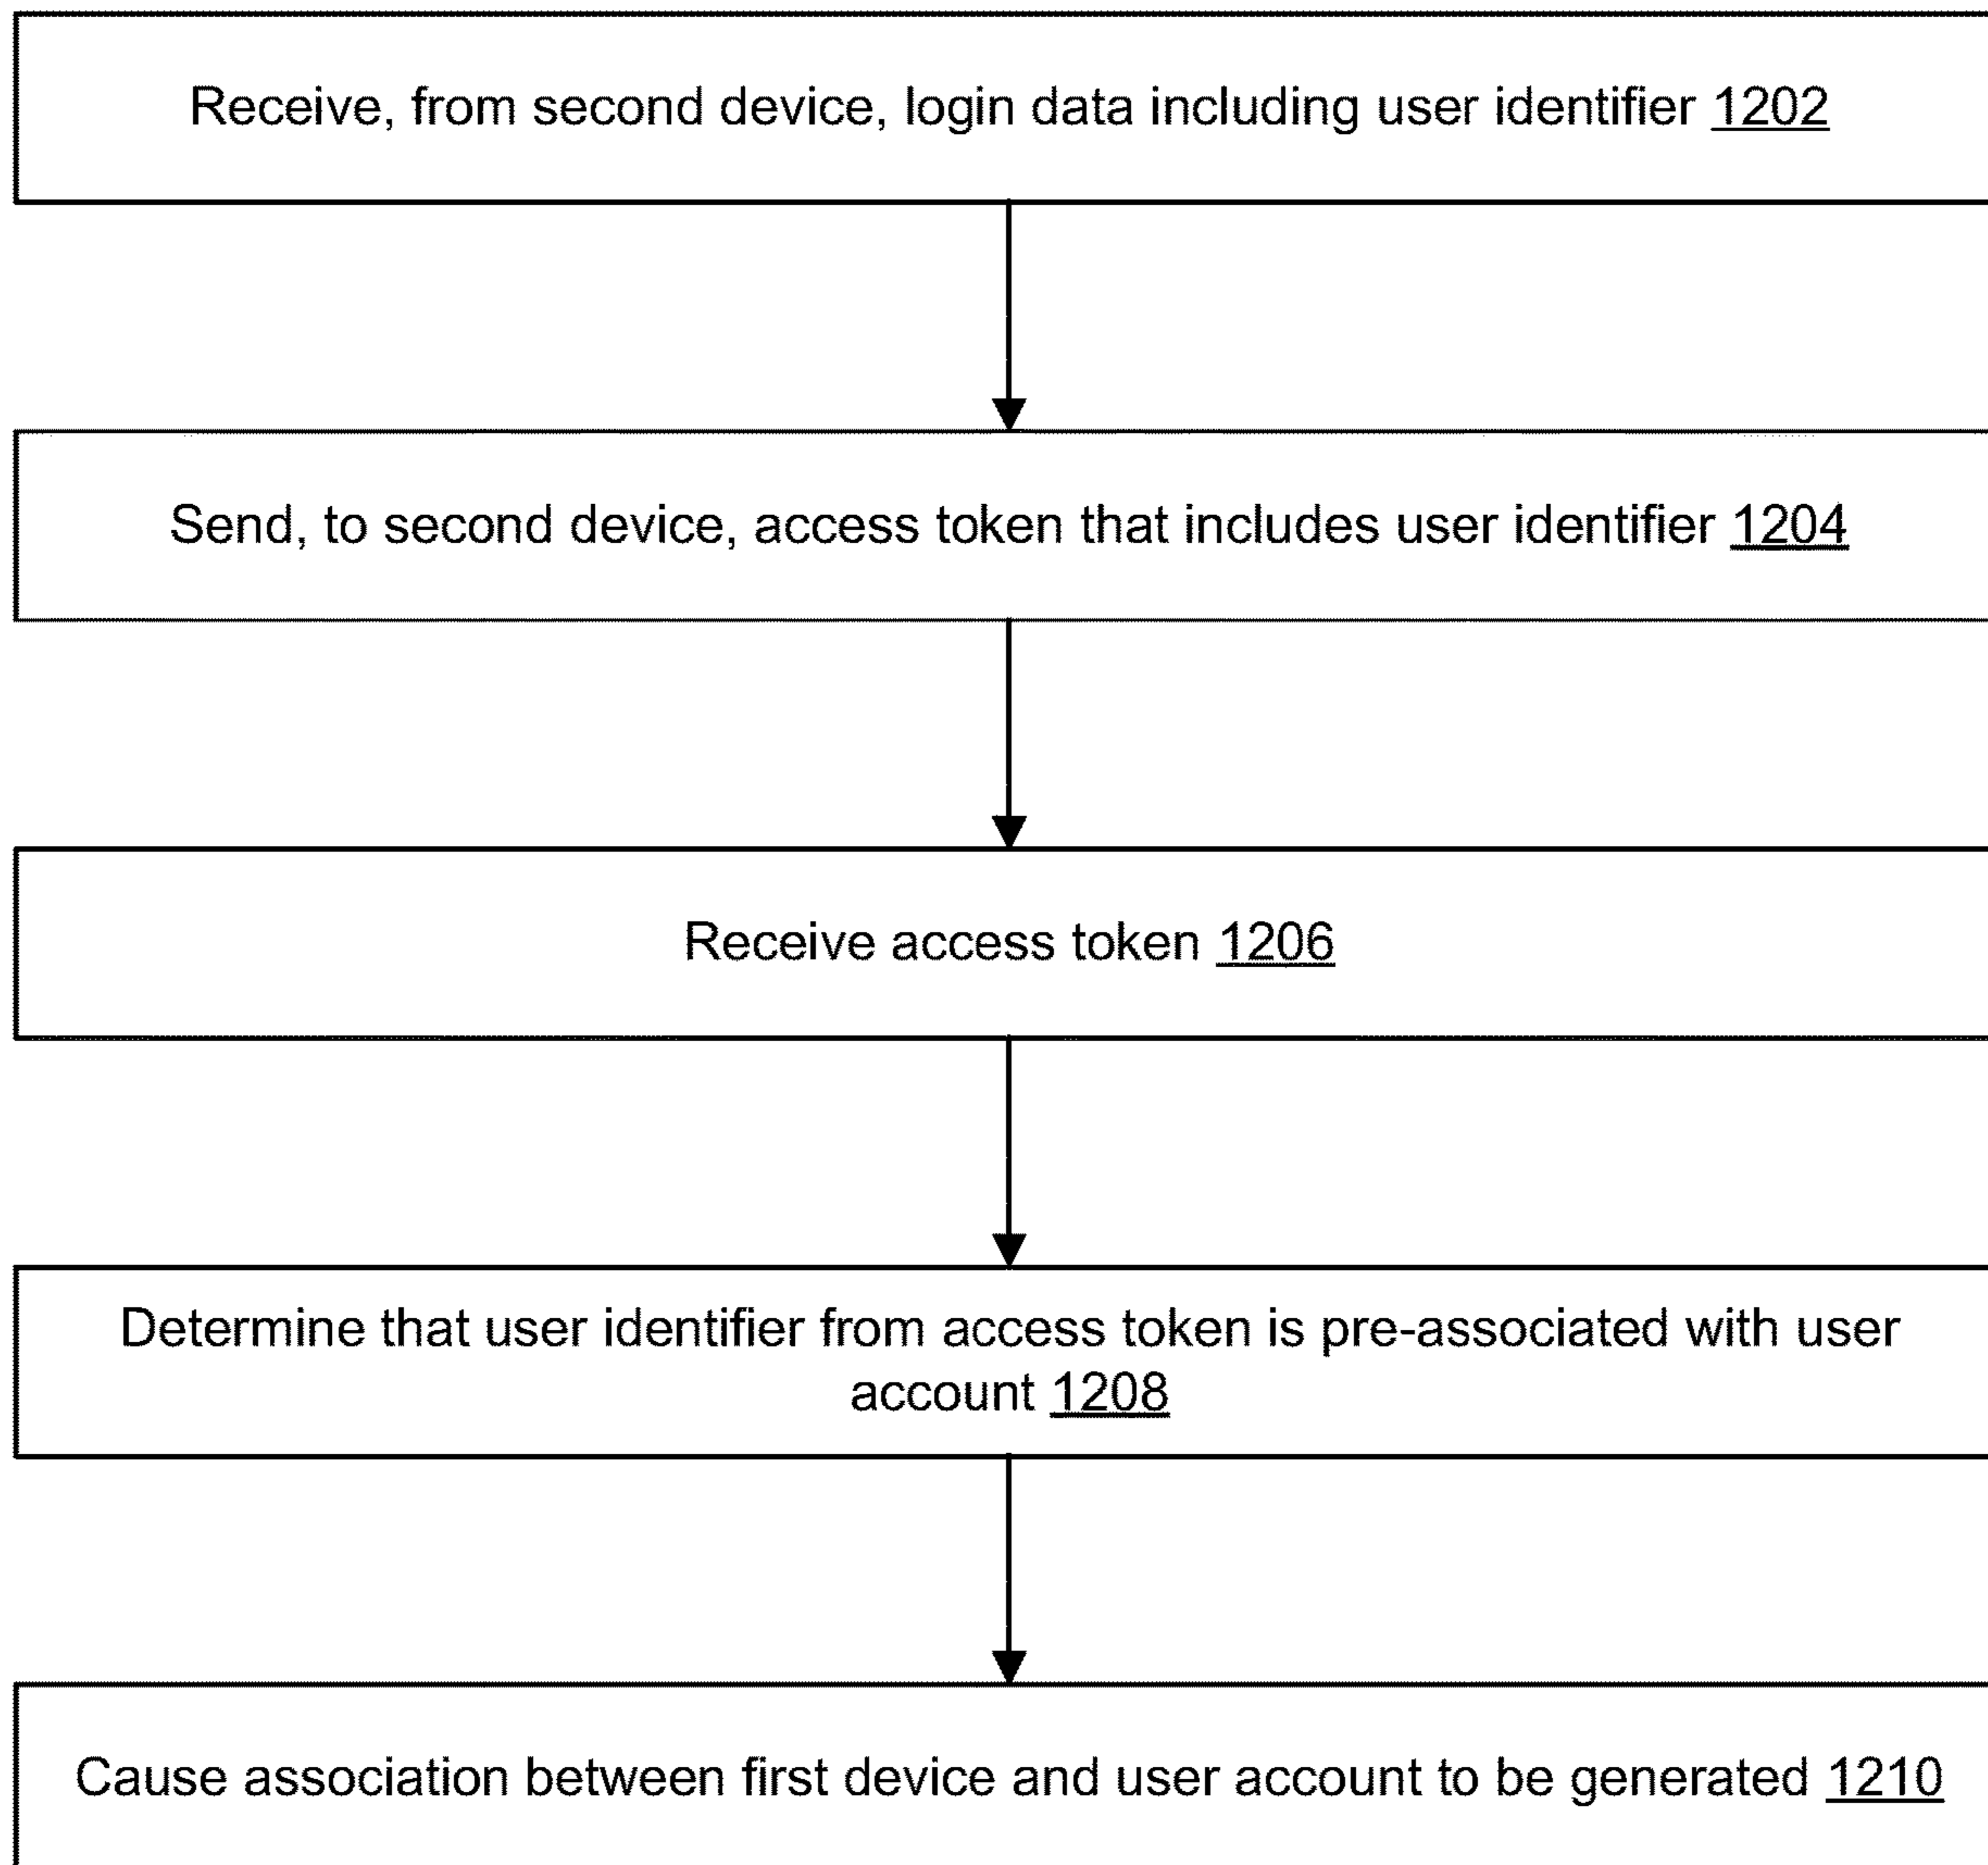 Receive, from second device, login data including user identifier 1202
Send, to second device, access token that includes user identifier 1204
Receive access token 1206
Determine that user identifier from access token is pre-associated with user
account 1208
Cause association between first device and user account to be generated 1210